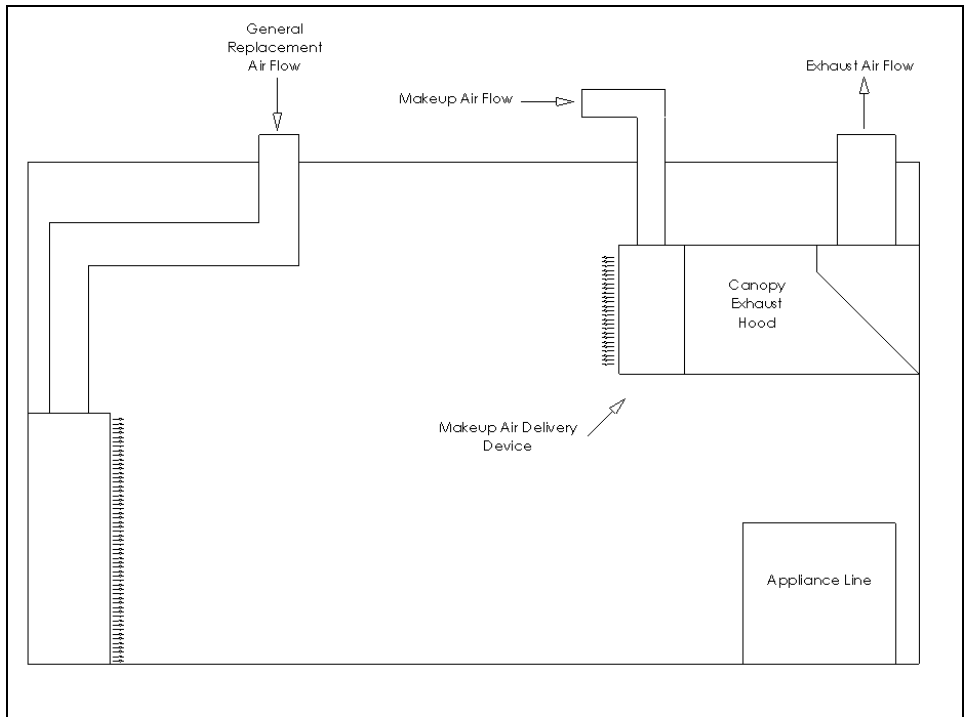 General
Replacement
Air Flow
Makeup Air Flow
Exhaust Air Flow
Canopy
Exhaust
Hood
Makeup Air Delivery
Device
Appliance Line